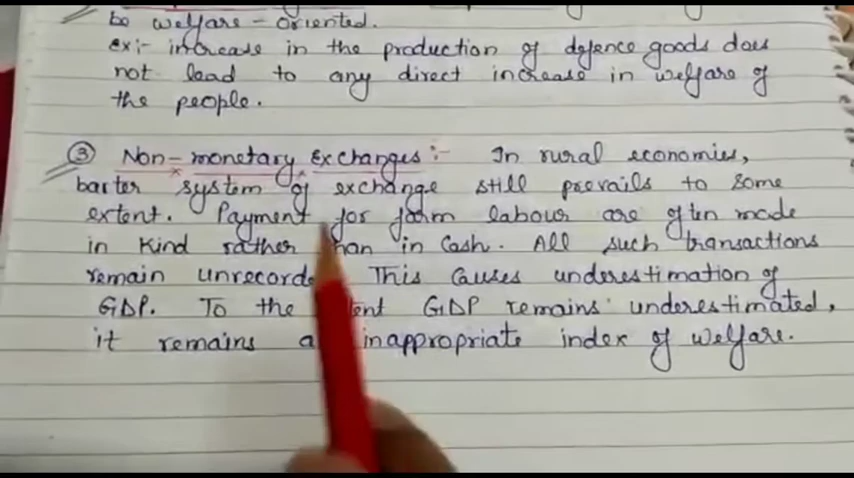 be welfare - oriented.
ex:- increase in the production of defence goods does
not lead to any direct increase in welfare of
the people.
③ Non-monetary exchanges :- In rural economies,
barter system of exchange still prevails to some
extent. Payment for farm labour are often made
in kind rather than in cash. All such transactions
remain unrecorde This causes underestimation of
GDP. To the tent GDP remains underestimated,
it remains a inappropriate index of welfare.